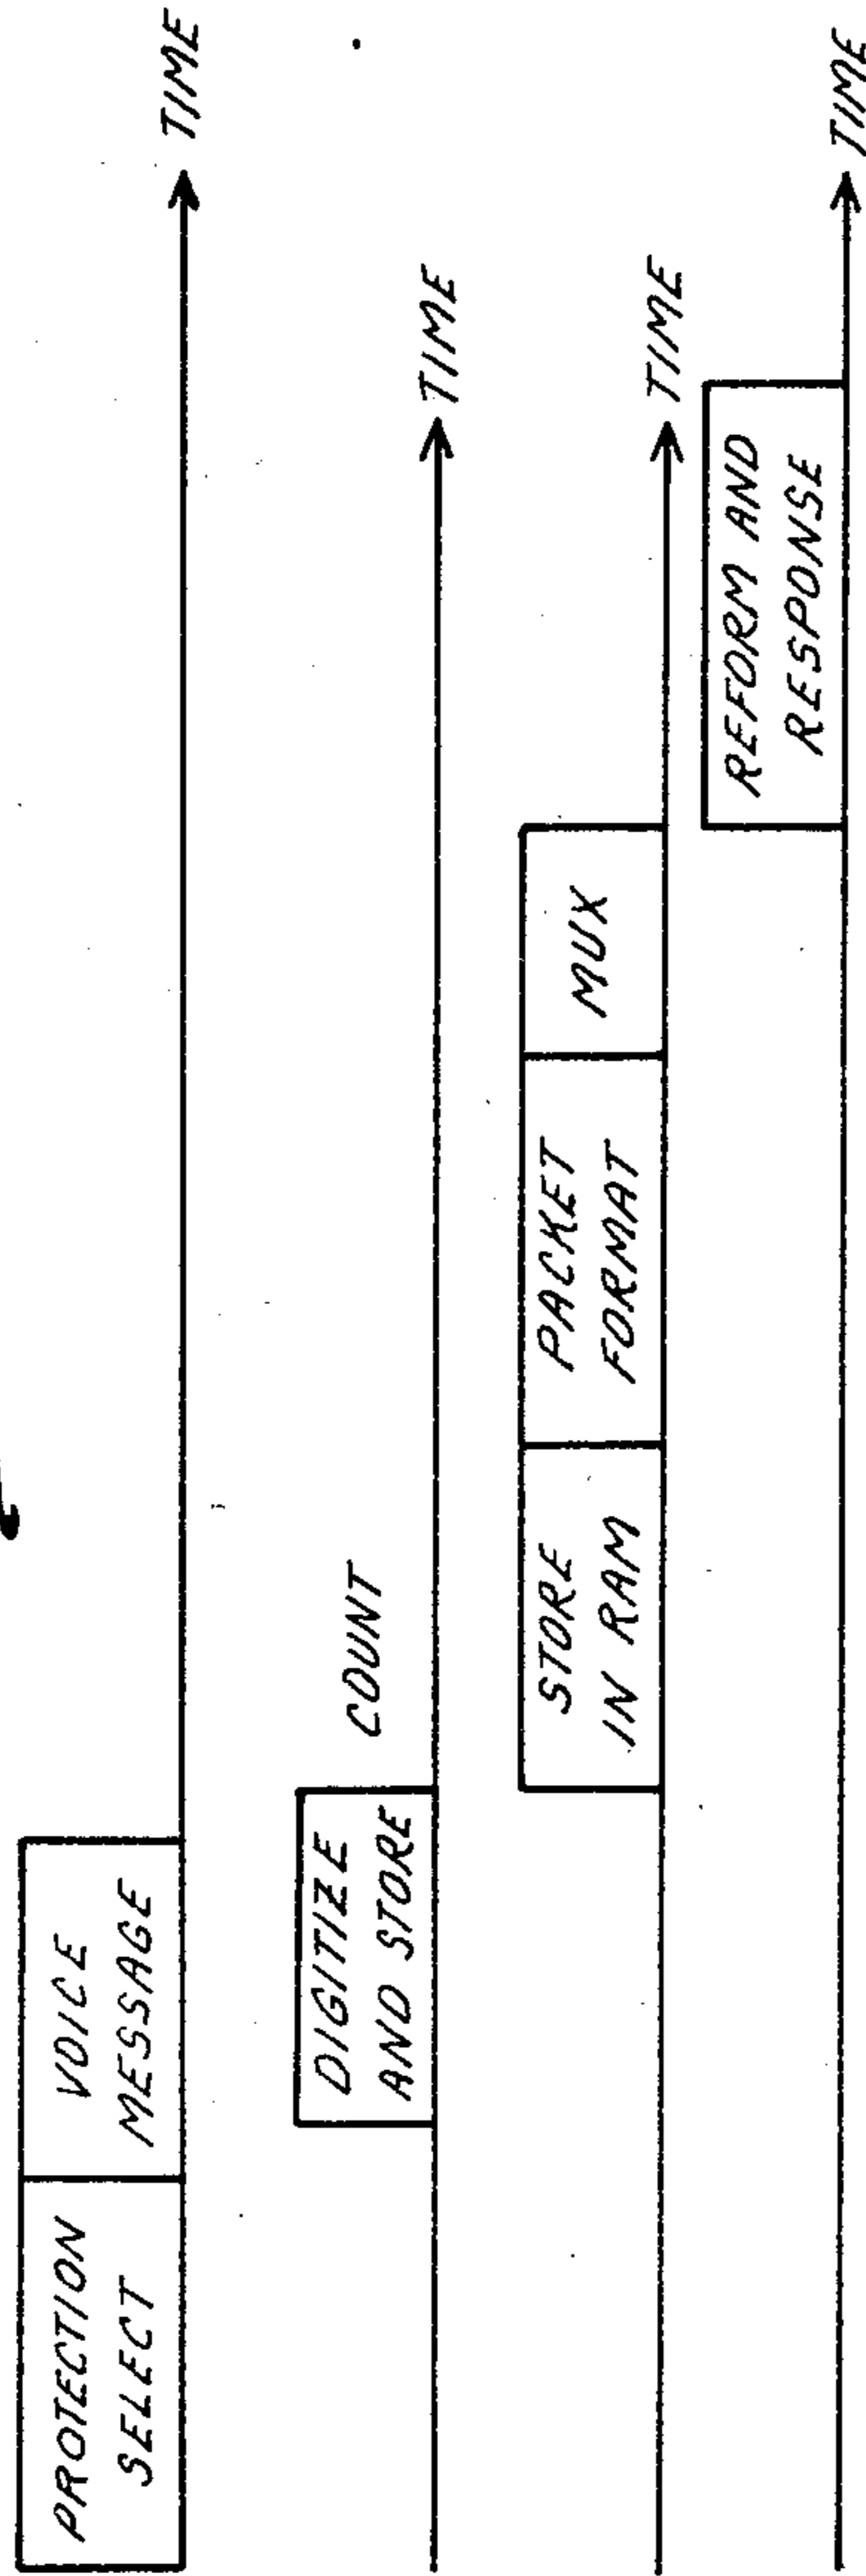 PROTECTION
SELECT
VOICE
MESSAGE
TIME
DIGITIZE
AND STORE
COUNT
TIME
STORE
IN RAM
PACKET
FORMAT
MUX
TIME
REFORM AND
RESPONSE
TIME